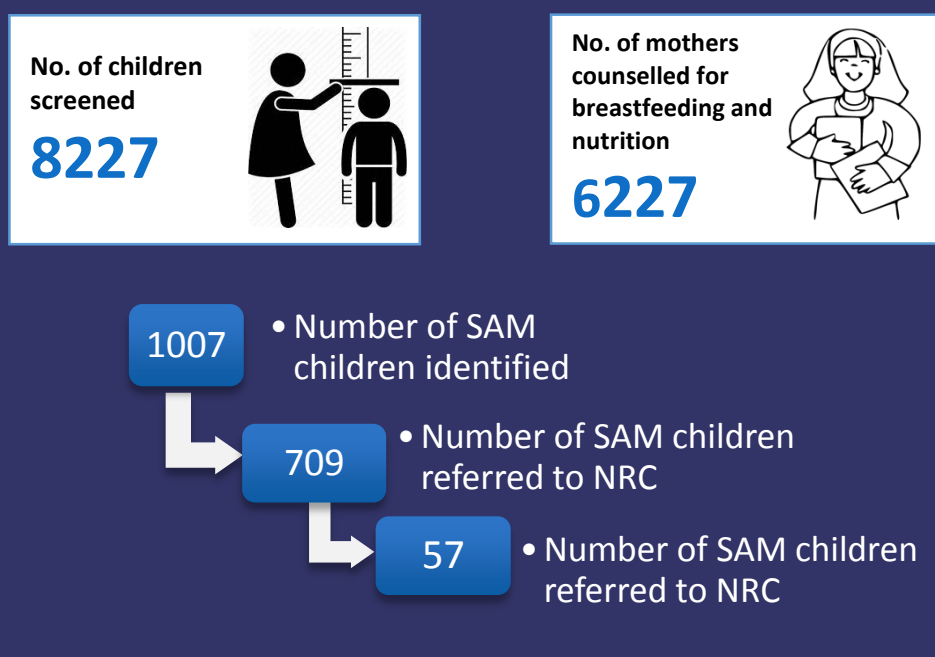 No. of children
screened
8227
No. of mothers
counselled for
breastfeeding and
nutrition
6227
1007
• Number of SAM
children identified
709
• Number of SAM children
referred to NRC
57
• Number of SAM children
referred to NRC